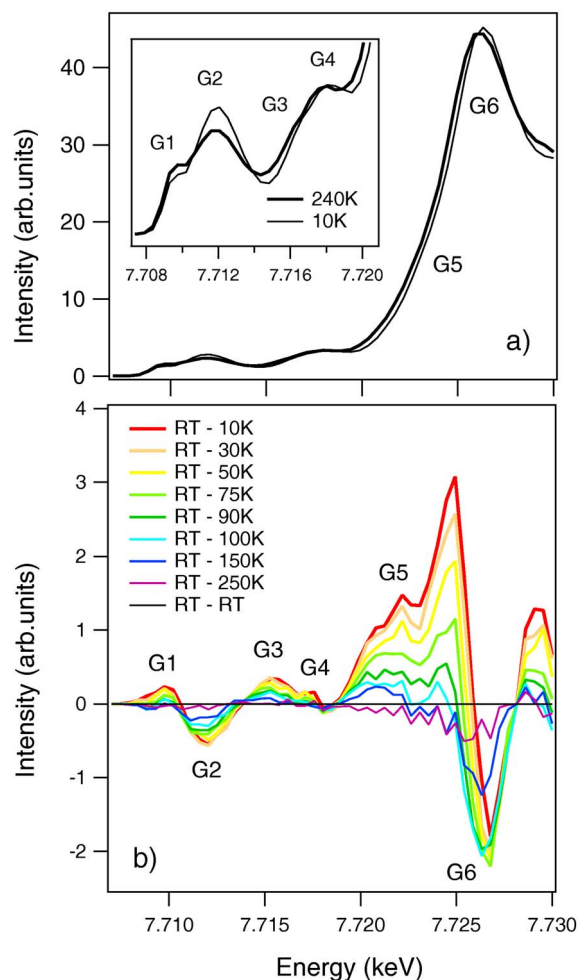 40
30
20
10
0
Intensity (arb.units)
G1
G2
G3
G4
240K
10K
7.708
7.712
7.716
7.720
G6
G5
a)
4
3
2
1
0
-1
-2
Intensity (arb.units)
RT - 10K
RT - 30K
RT - 50K
RT - 75K
RT - 90K
RT - 100K
RT - 150K
RT - 250K
RT - RT
G5
G1
G3
G4
G2
b)
G6
7.710
7.715
7.720
7.725
7.730
Energy (keV)